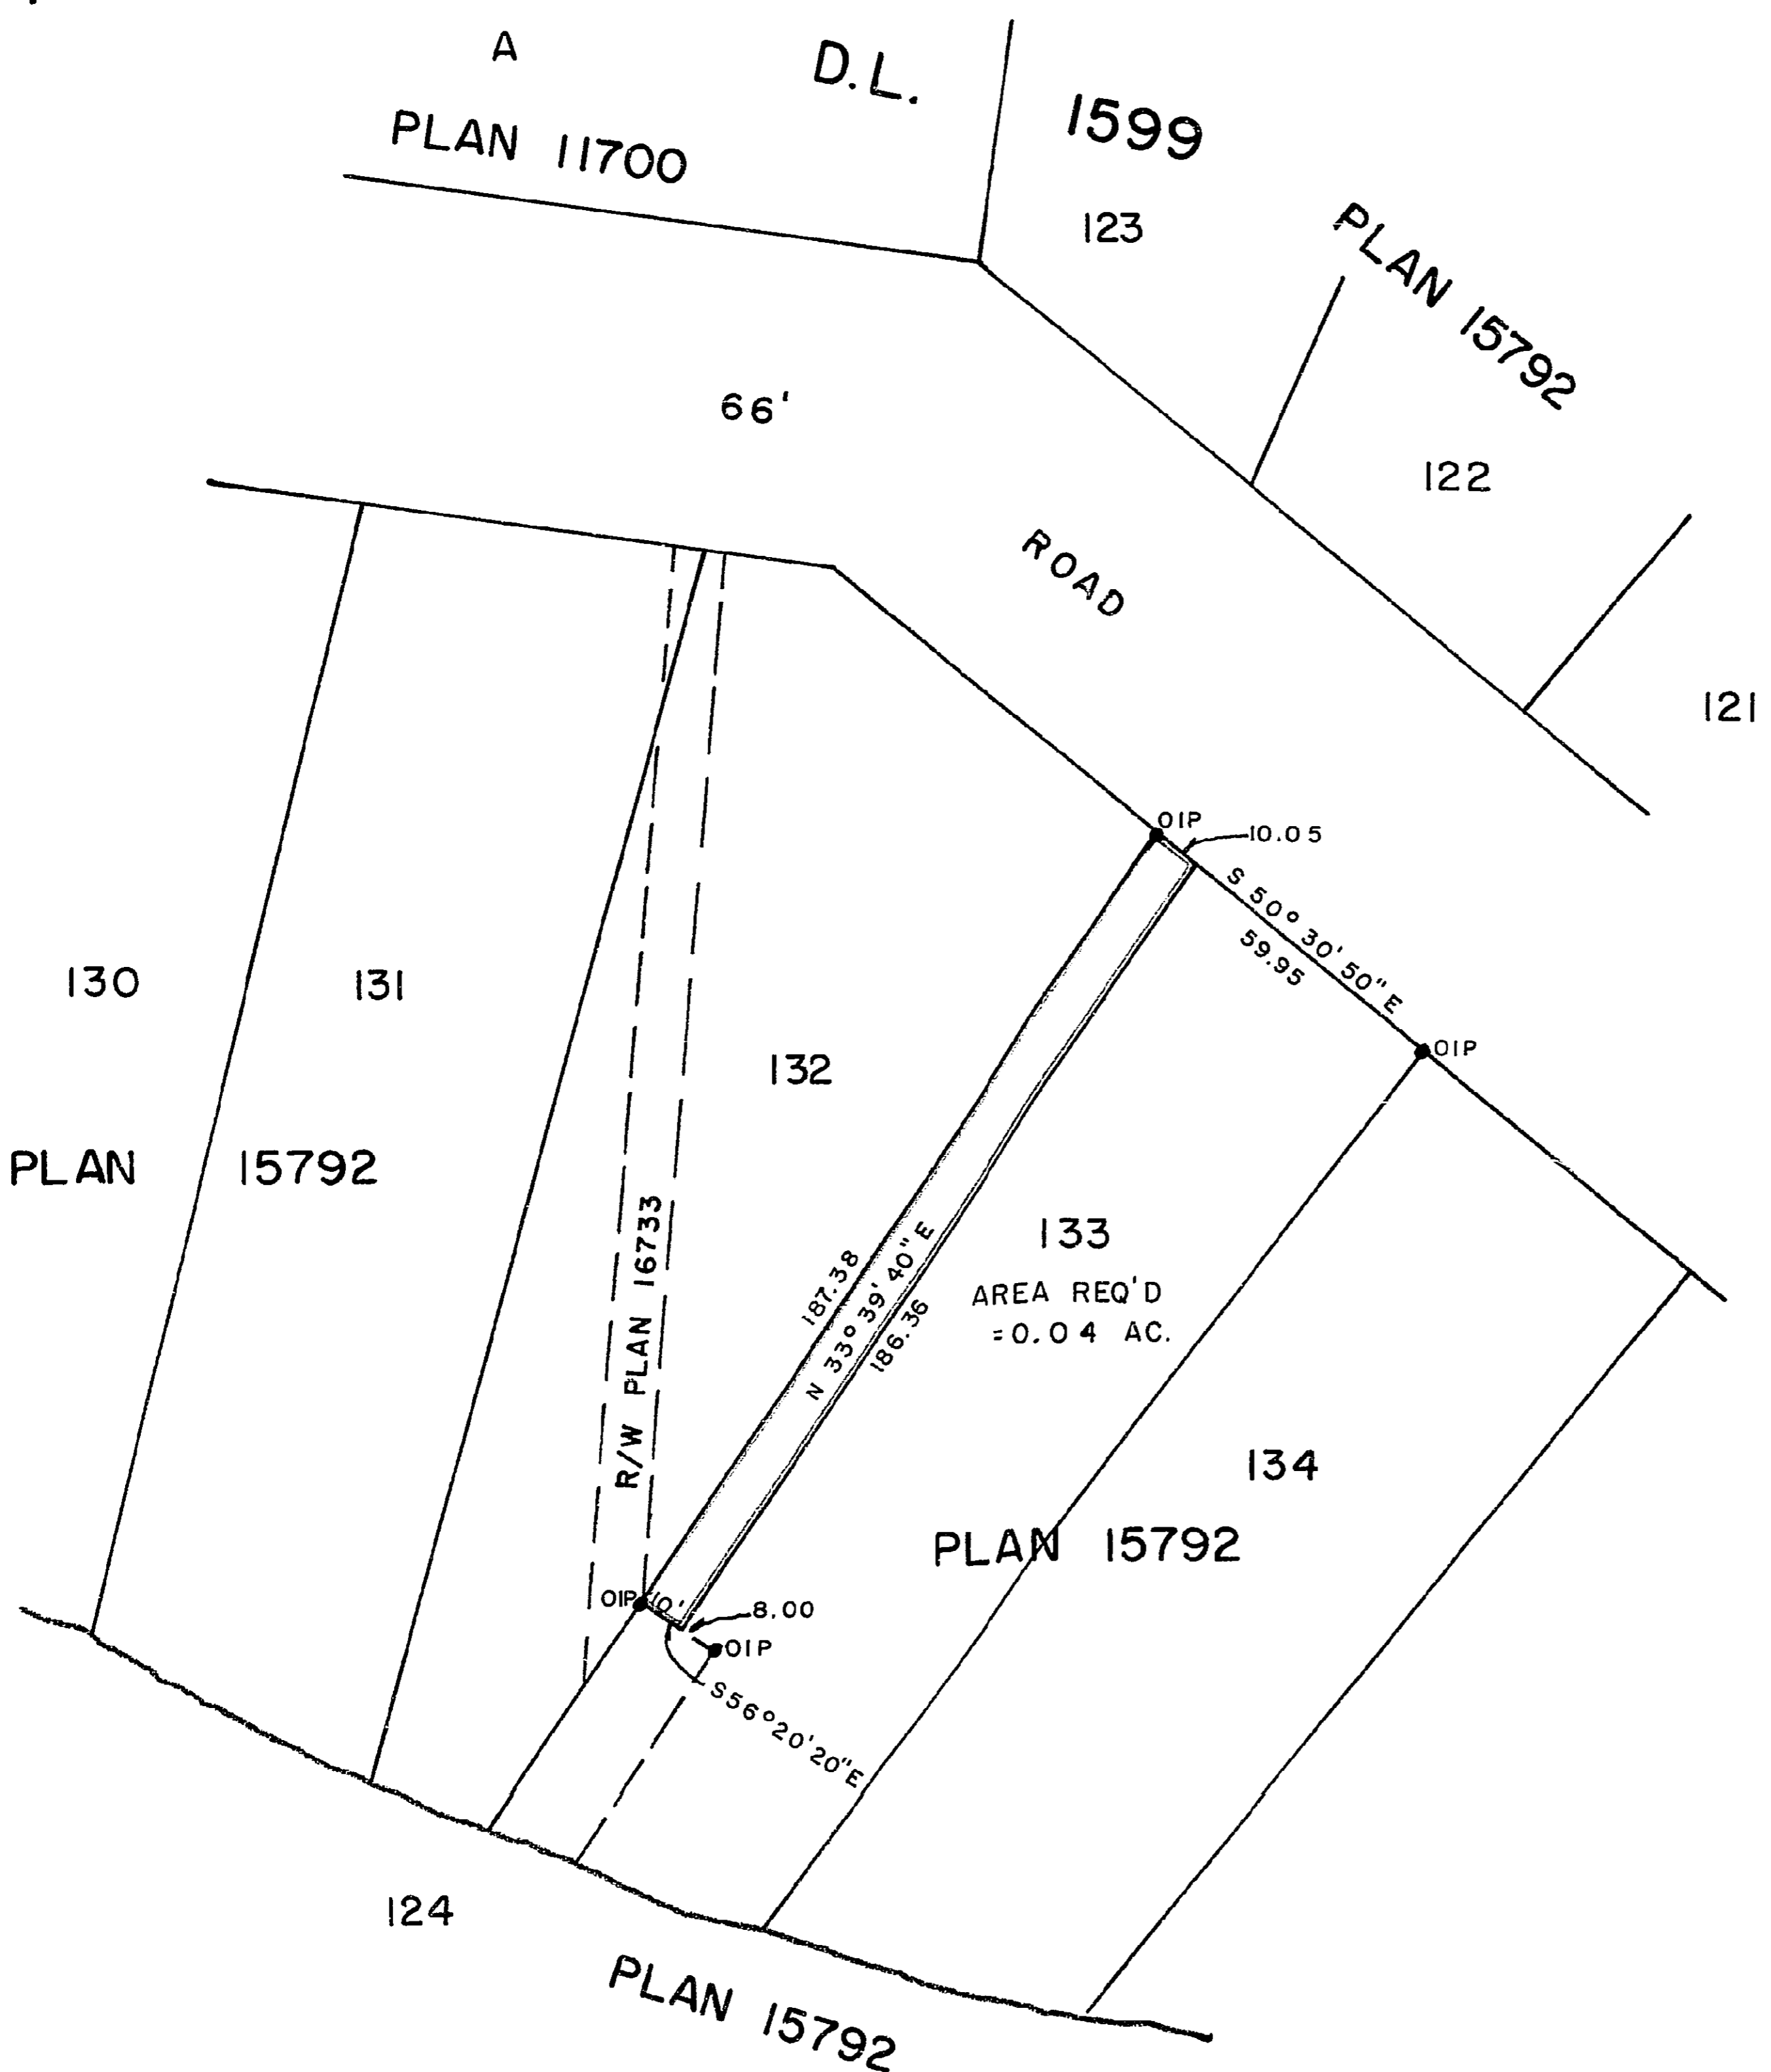 A
D.L.
1599
PLAN 11700
123
PLAN 15792
66'
122
ROAD
121
OIP
10.05
S 50° 30' 50" E
59.95
OIP
130
131
132
PLAN 15792
R/W PLAN 16733
187.38
N 33° 39' 40" E
186.36
133
AREA REQ'D
=0.04 AC.
134
PLAN 15792
OIP
10'
8.00
OIP
S56°20'20"E
124
PLAN 15792